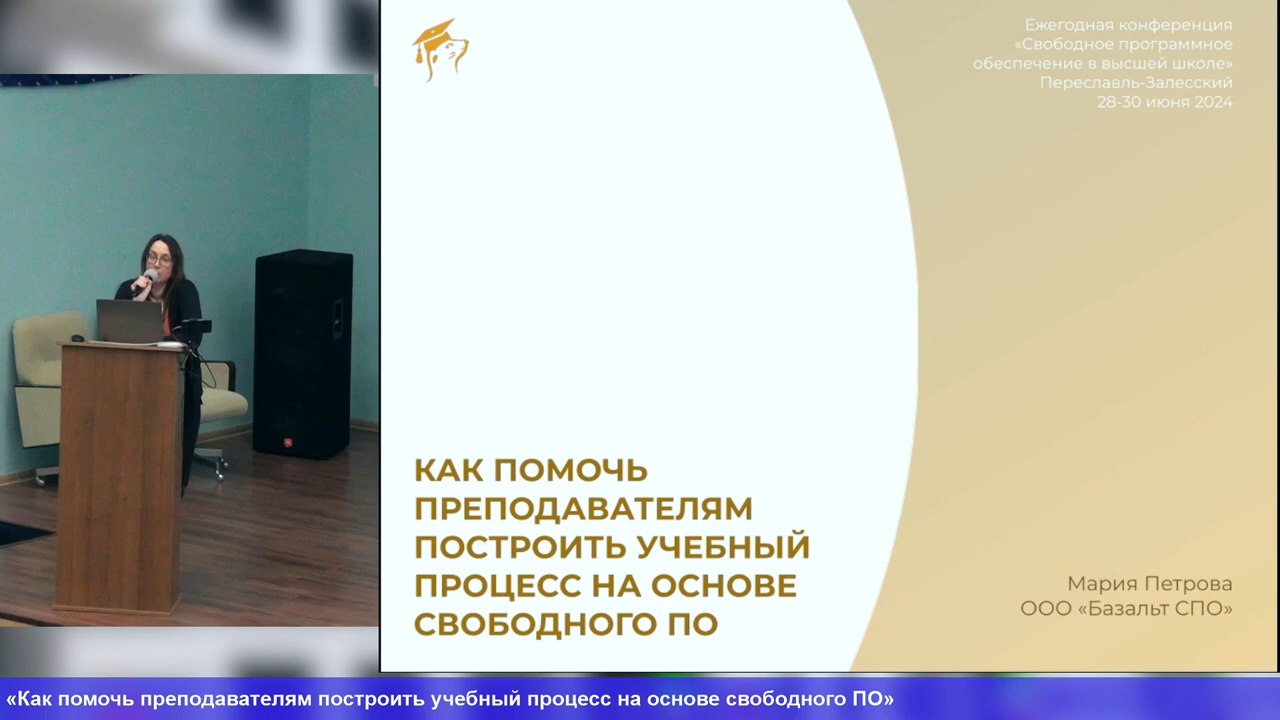 Ежегодная конференция
«Свободное программное
обеспечение в высшей школе»
Переславль-Залесский
28-30 июня 2024
КАК ПОМОЧЬ
ПРЕПОДАВАТЕЛЯМ
ПОСТРОИТЬ УЧЕБНЫЙ
ПРОЦЕСС НА ОСНОВЕ
СВОБОДНОГО ПО
Мария Петрова
ООО «Базальт СПО»
«Как помочь преподавателям построить учебный процесс на основе свободного ПО»